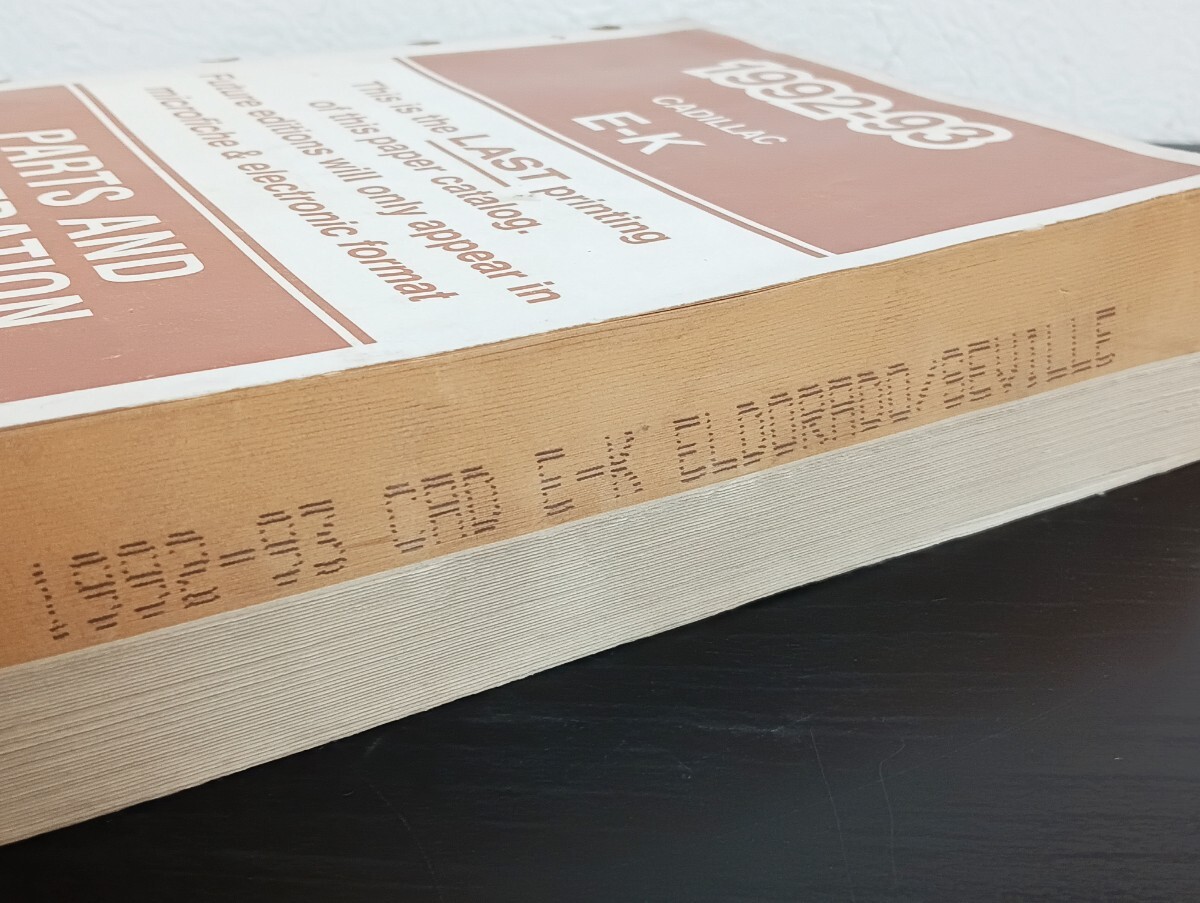 1992-93
CADILLAC
E-K
This is the LAST printing
of this paper catalog.
Future editions will only appear in
microfiche & electronic format
PARTS AND
1992-93 CAD E-K ELDORADO/SEVILLE